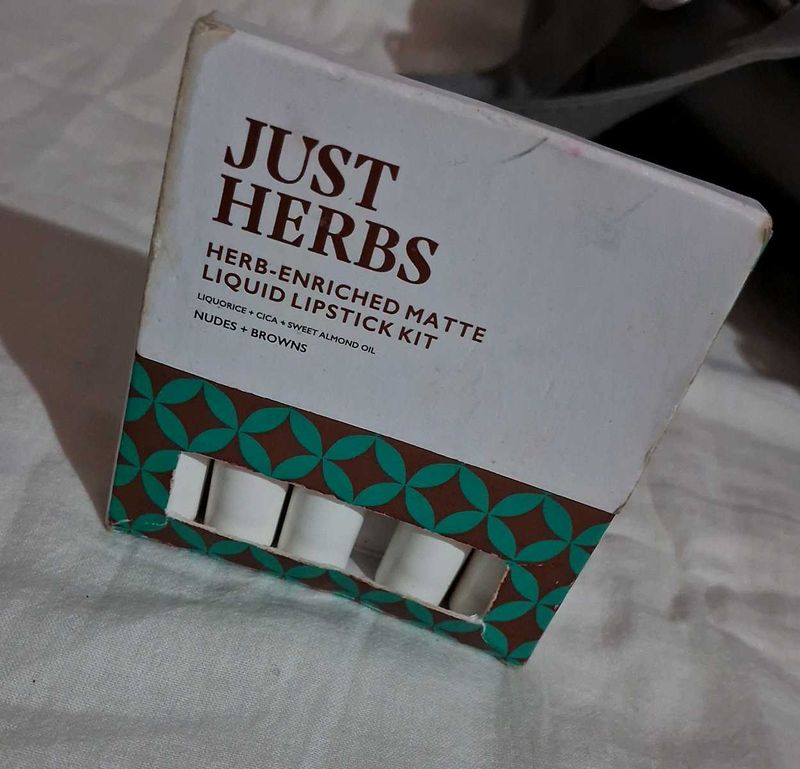 JUST
HERBS
HERB-ENRICHED MATTE
LIQUID LIPSTICK KIT
LIQUORICE + CICA + SWEET ALMOND OIL
NUDES + BROWNS